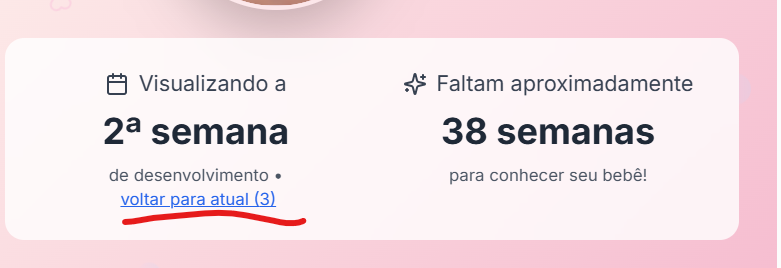 Visualizando a
2ª semana
de desenvolvimento •
voltar para atual (3)
Faltam aproximadamente
38 semanas
para conhecer seu bebê!